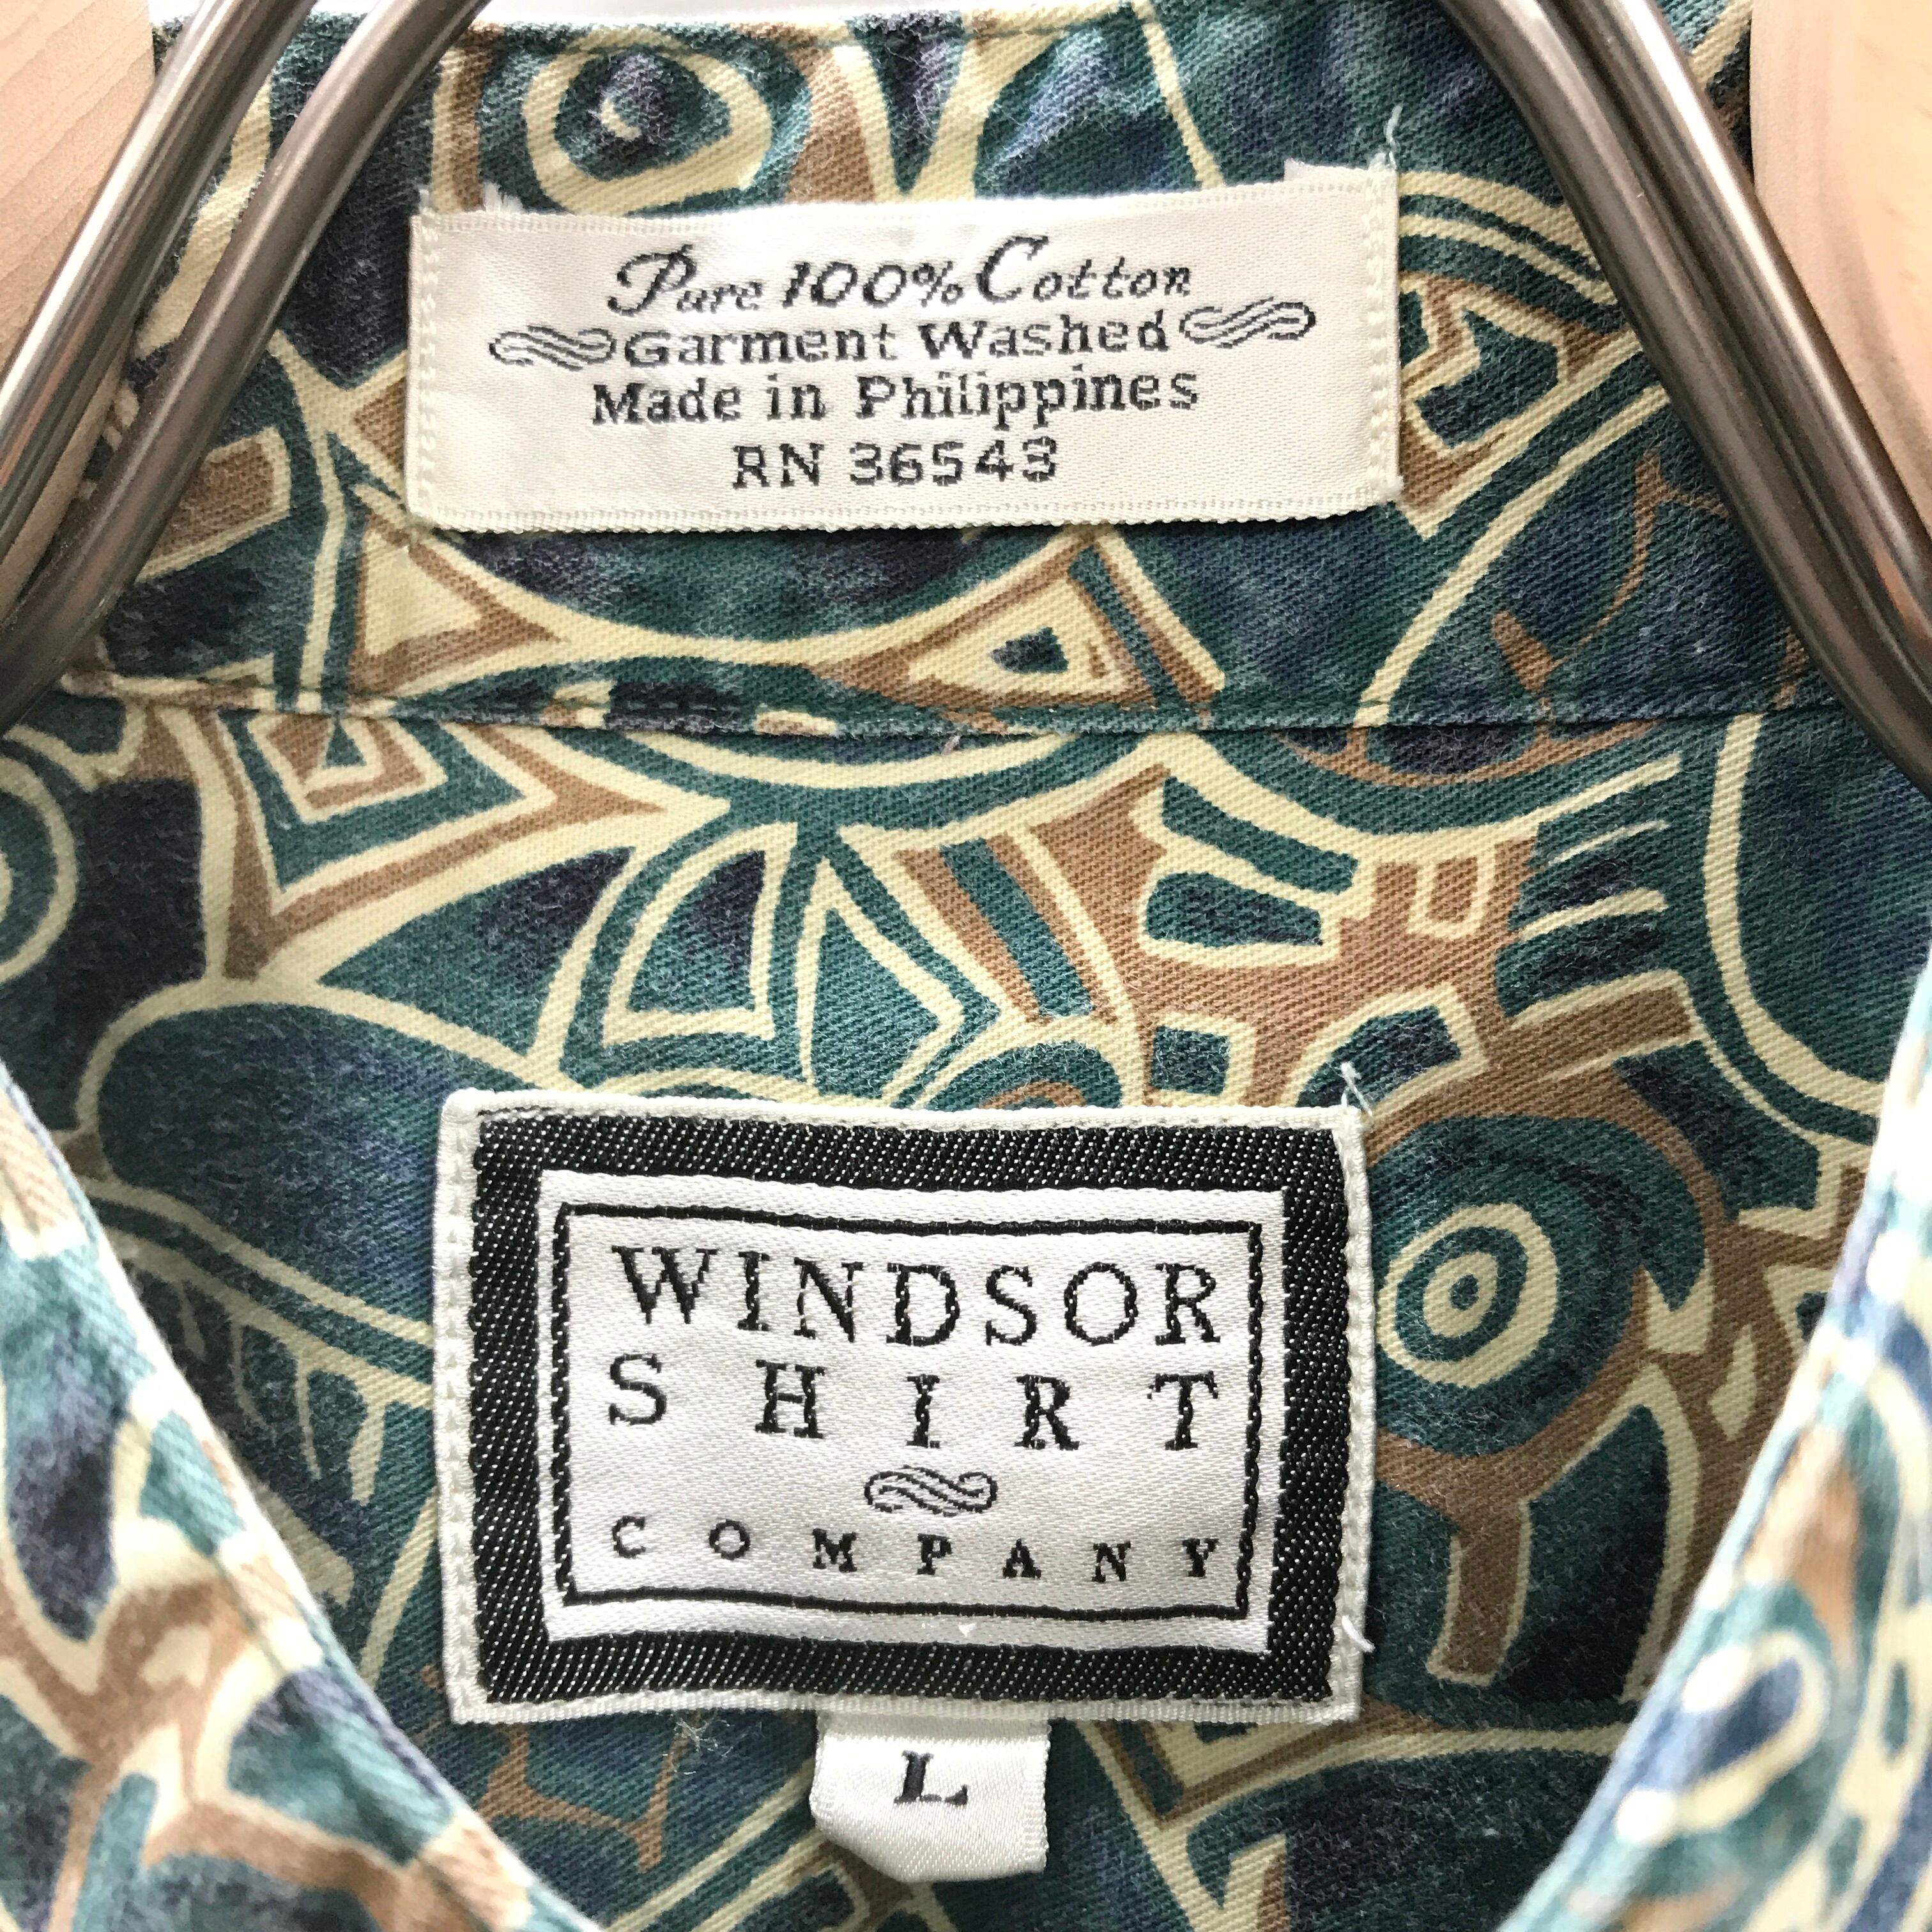 Pure 100% Cotton
Garment Washed
Made in Philippines
RN 36543
WINDSOR
SHIRT
COMPANY
L